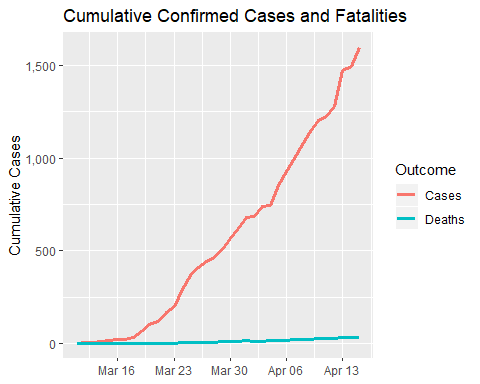 Cumulative Confirmed Cases and Fatalities
1,500
1,000
500
0
Cumulative Cases
Mar 16 Mar 23 Mar 30 Apr 06 Apr 13
Outcome
Cases
Deaths